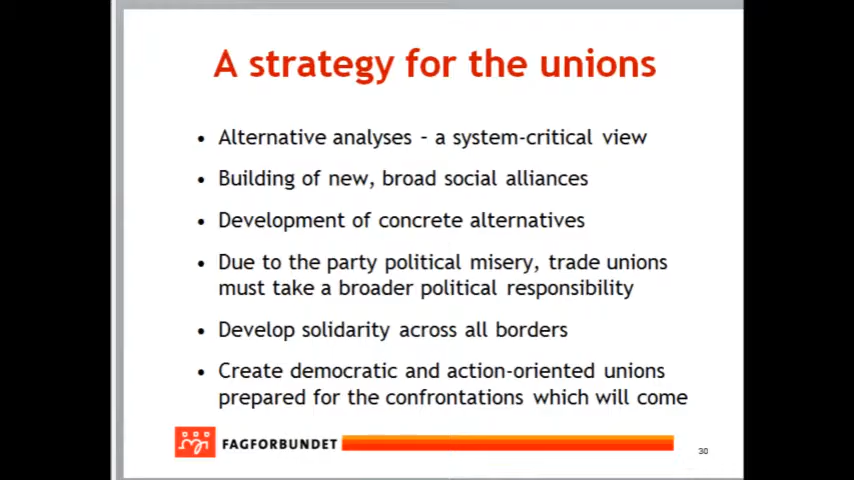 A strategy for the unions
• Alternative analyses – a system-critical view
• Building of new, broad social alliances
• Development of concrete alternatives
• Due to the party political misery, trade unions
must take a broader political responsibility
• Develop solidarity across all borders
• Create democratic and action-oriented unions
prepared for the confrontations which will come
FAGFORBUNDET
30